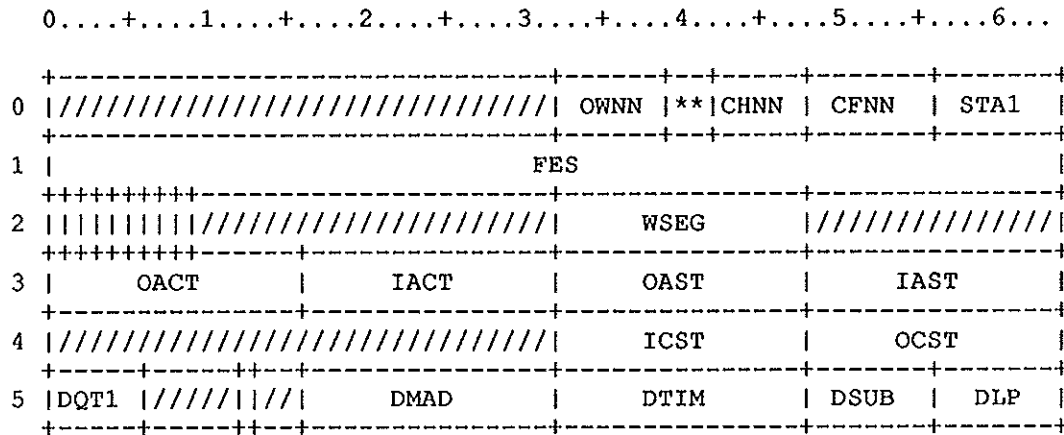 0....+....1....+....2....+....3....+....4....+....5....+....6...
+-------------------------------+------+--+-----+-------+-------+
0 |///////////////////////////////| OWNN |**|CHNN | CFNN | STA1 |
+-------------------------------+------+--+-----+-------+-------+
1 | FES |
++++++++++----------------------+---------------+---------------+
2 ||||||||||//////////////////////| WSEG |///////////////|
++++++++++----------------------+---------------+---------------+
3 | OACT | IACT | OAST | IAST |
+---------------+---------------+---------------+---------------+
4 |///////////////////////////////| ICST | OCST |
+-----+-----++--+---------------+---------------+-------+-------+
5 |DQT1 |/////||//| DMAD | DTIM | DSUB | DLP |
+-----+-----++--+---------------+---------------+-------+-------+